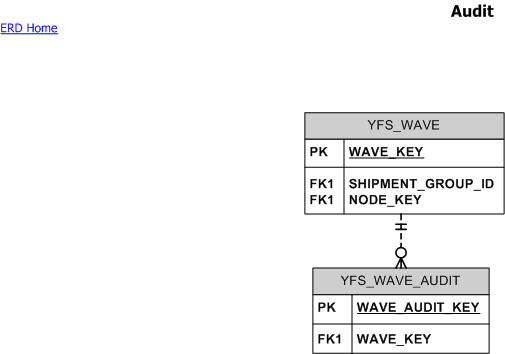 Audit
ERD Home
YFS_WAVE
PK WAVE_KEY
FK1 SHIPMENT_GROUP_ID
FK1 NODE_KEY
YFS_WAVE_AUDIT
PK WAVE_AUDIT_KEY
FK1 WAVE_KEY